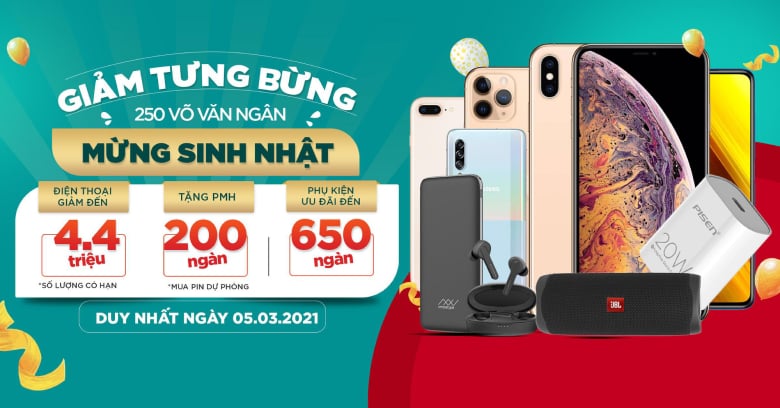 GIẢM TƯNG BỪNG
250 VÕ VĂN NGÂN
MỪNG SINH NHẬT
ĐIỆN THOẠI
GIẢM ĐẾN
4.4
triệu
*SỐ LƯỢNG CÓ HẠN
TẶNG PMH
200
ngàn
*MUA PIN DỰ PHÒNG
PHỤ KIỆN
ƯU ĐÃI ĐẾN
650
ngàn
DUY NHẤT NGÀY 05.03.2021
PISEN
20W
JBL